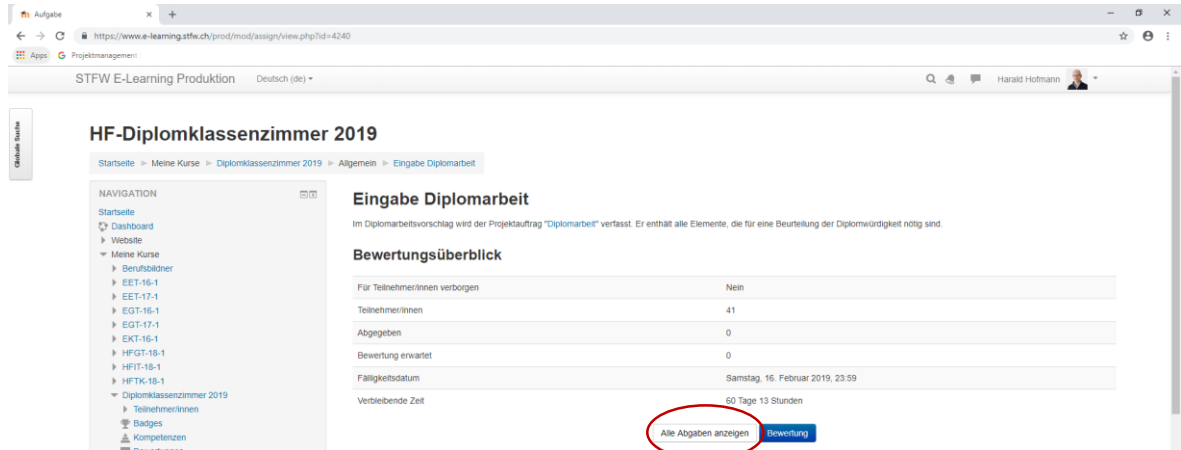 Aufgabe
https://www.e-learning.stfw.ch/prod/mod/assign/view.php?id=4240
Apps G Projektmanagement
STFW E-Learning Produktion Deutsch (de) Harald Hofmann
Globale Suche
HF-Diplomklassenzimmer 2019
Startseite Meine Kurse Diplomklassenzimmer 2019 Allgemein Eingabe Diplomarbeit
NAVIGATION
Startseite
Dashboard
Website
Meine Kurse
Berufsbildner
EET-16-1
EET-17-1
EGT-16-1
EGT-17-1
EKT-16-1
HFGT-18-1
HFIT-18-1
HFTK-18-1
Diplomklassenzimmer 2019
Teilnehmer/innen
Badges
Kompetenzen
Eingabe Diplomarbeit
Im Diplomarbeitsvorschlag wird der Projektauftrag "Diplomarbeit" verfasst. Er enthält alle Elemente, die für eine Beurteilung der Diplomwürdigkeit nötig sind.
Bewertungsüberblick
Für Teilnehmer/innen verborgen Nein
Teilnehmer/innen 41
Abgegeben 0
Bewertung erwartet 0
Fälligkeitsdatum Samstag, 16. Februar 2019, 23:59
Verbleibende Zeit 60 Tage 13 Stunden
Alle Abgaben anzeigen Bewertung